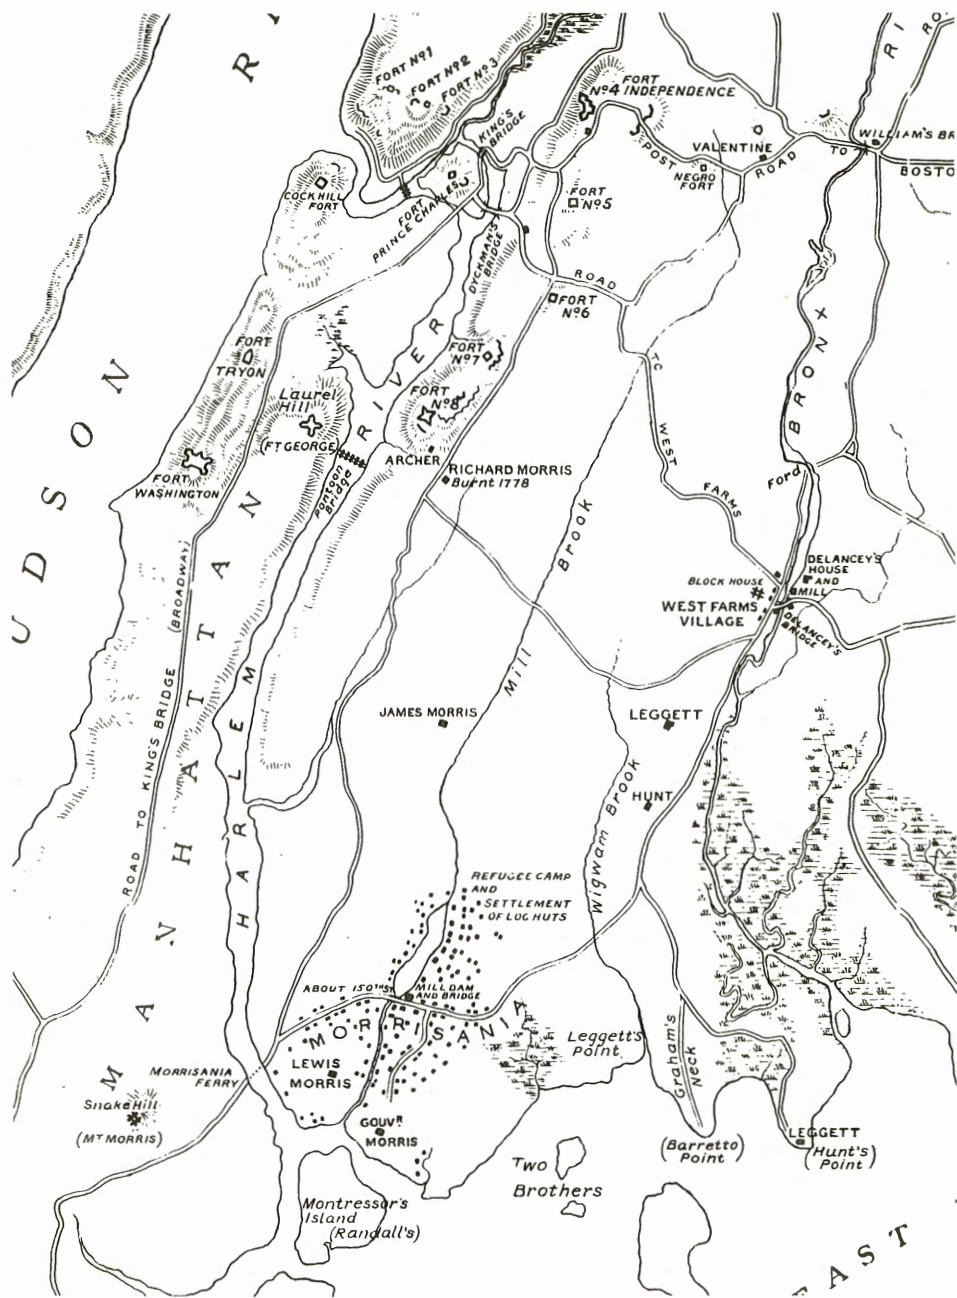 R
RI
RO
FORT Nº1
FORT Nº2
FORT Nº3
FORT
Nº4 INDEPENDENCE
KING'S
BRIDGE
POST
VALENTINE
NEGRO
FORT
ROAD
TO
WILLIAM'S BR
BOSTO
COCKHILL
FORT
FORT
PRINCE CHARLES
FORT
Nº5
DYCKMAN'S
BRIDGE
ROAD
FORT
Nº6
FORT
TRYON
FORT
Nº7
FORT
Nº8
Laurel
Hill
(FT GEORGE)
Pontoon
Bridge
ARCHER
RICHARD MORRIS
Burnt 1778
FORT
WASHINGTON
WEST
FARMS
BRONX
Ford
HUDSON
UDSON
HARLEM RIVER
MANHATTAN
(BROADWAY)
ROAD TO KING'S BRIDGE
Mill Brook
BLOCK HOUSE
WEST FARMS
VILLAGE
DELANCEY'S
HOUSE
AND
MILL
DELANCEY'S
BRIDGE
JAMES MORRIS
LEGGETT
HUNT
Wigwam Brook
REFUGEE CAMP
AND
SETTLEMENT
OF LOG HUTS
ABOUT 150TH ST
MILL DAM
AND BRIDGE
MORRISANIA
LEWIS
MORRIS
MORRISANIA
FERRY
Snake Hill
(MT MORRIS)
GOUVR
MORRIS
Leggett's
Point
Graham's
Neck
(Barretto
Point)
LEGGETT
(Hunt's
Point)
Two
Brothers
Montressor's
Island
(Randall's)
EAST